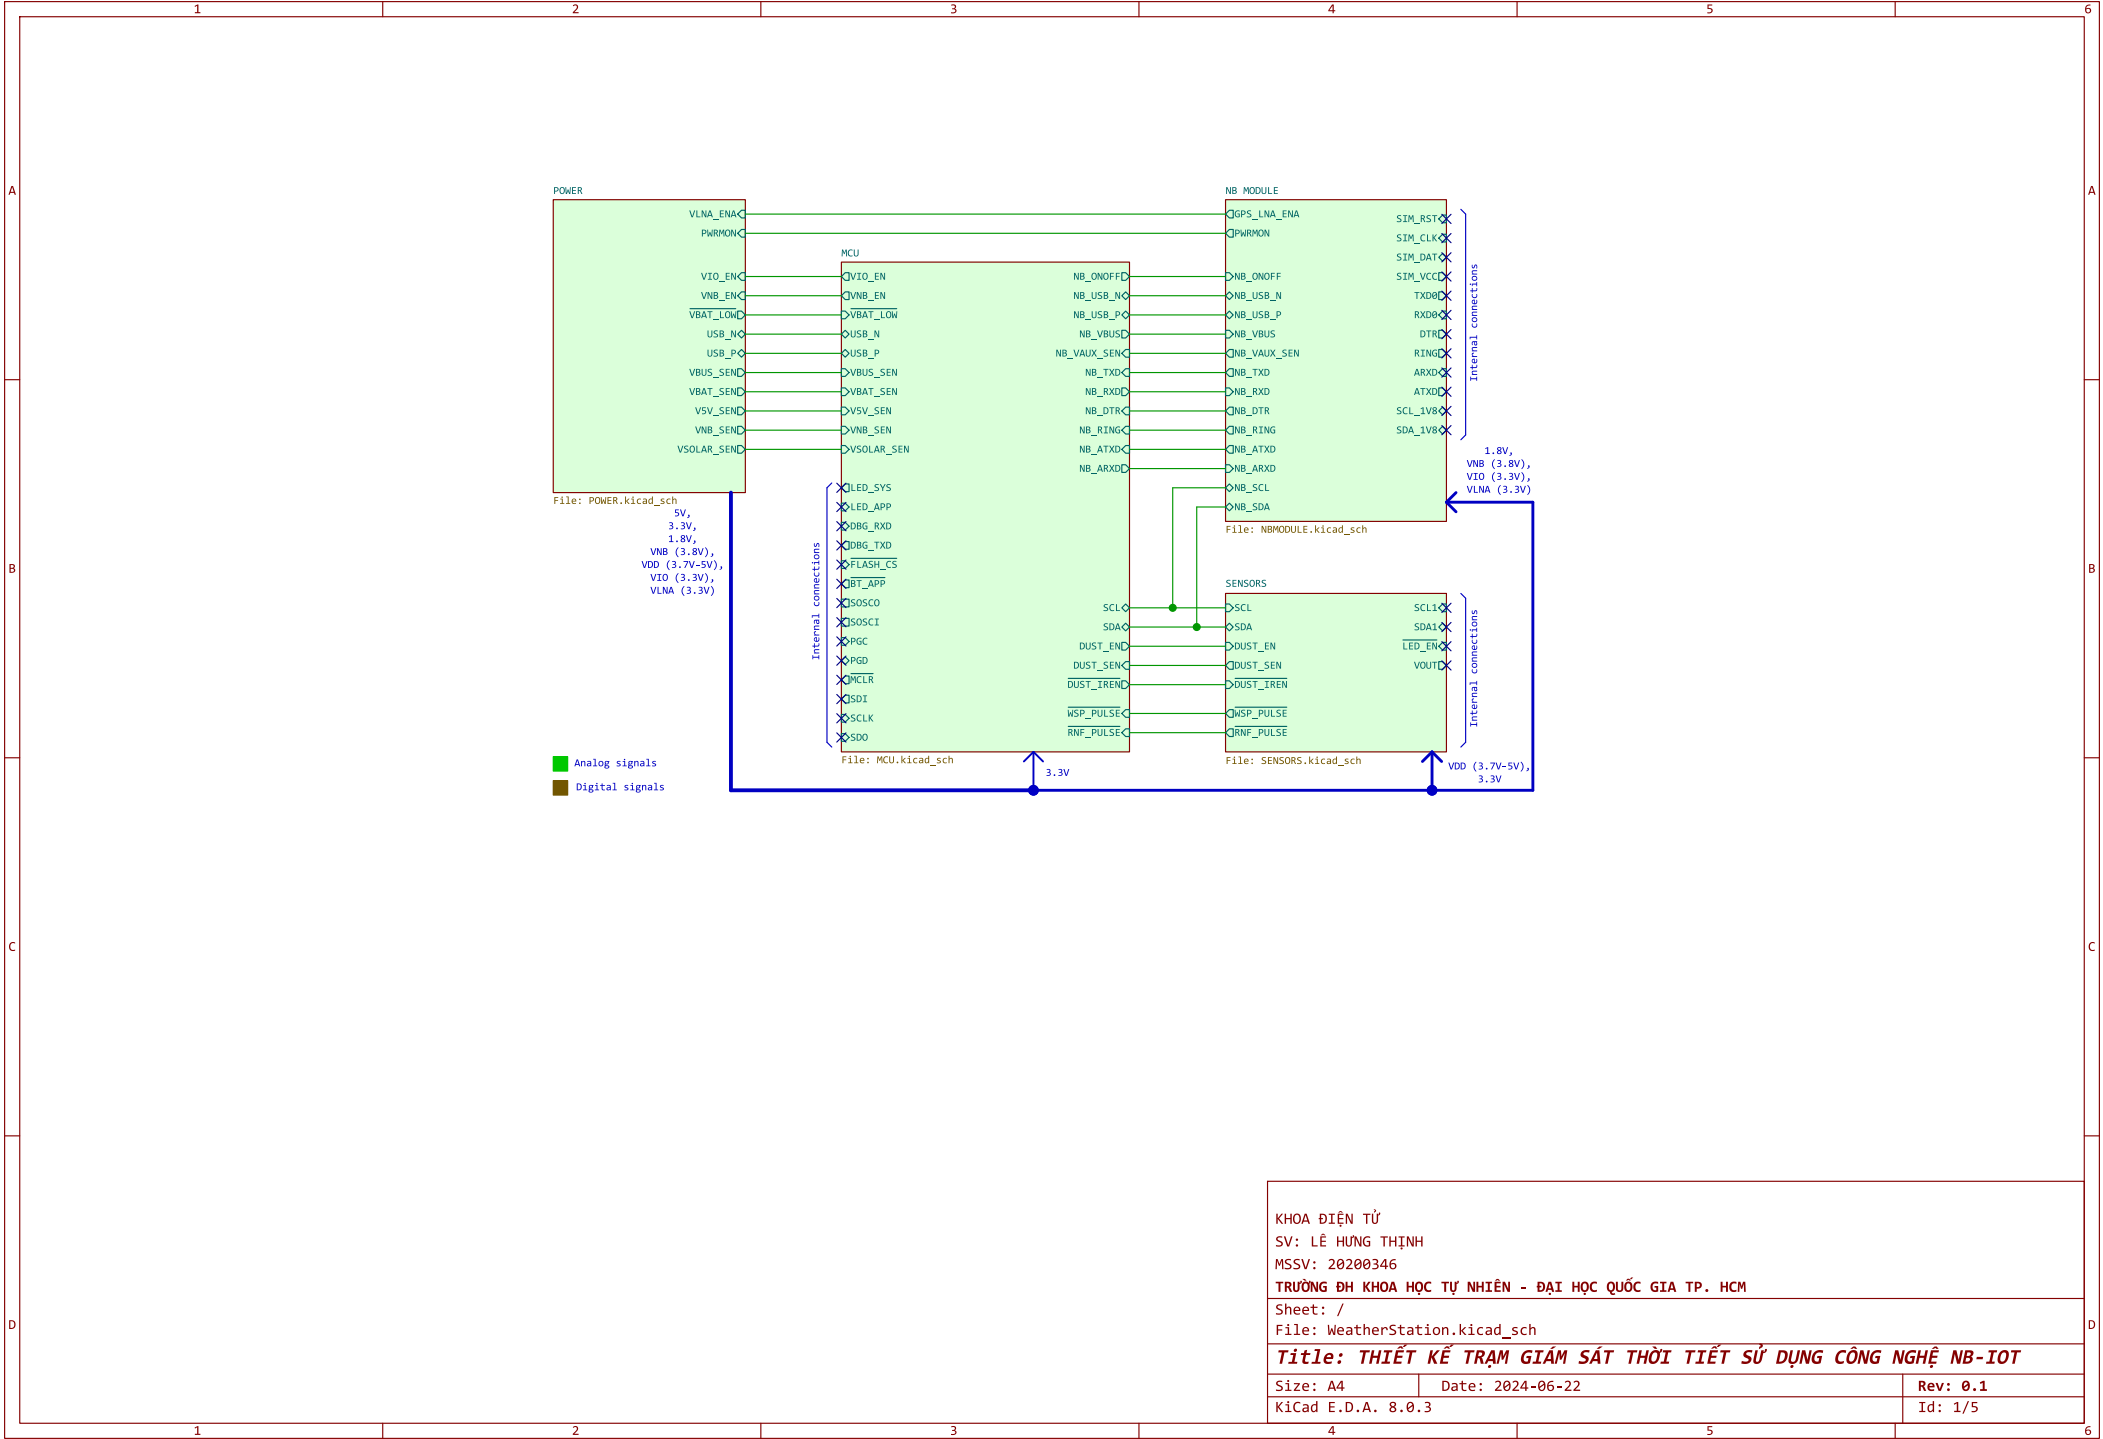 1 2 3 4 5 6
A A
B B
C C
D D
POWER
VLNA_ENA
PWRMON
VIO_EN
VNB_EN
VBAT_LOW
USB_N
USB_P
VBUS_SEN
VBAT_SEN
V5V_SEN
VNB_SEN
VSOLAR_SEN
File: POWER.kicad_sch
5V,
3.3V,
1.8V,
VNB (3.8V),
VDD (3.7V-5V),
VIO (3.3V),
VLNA (3.3V)
MCU
VIO_EN
VNB_EN
VBAT_LOW
USB_N
USB_P
VBUS_SEN
VBAT_SEN
V5V_SEN
VNB_SEN
VSOLAR_SEN
LED_SYS
LED_APP
DBG_RXD
DBG_TXD
FLASH_CS
BT_APP
SOSCO
SOSCI
PGC
PGD
MCLR
SDI
SCLK
SDO
Internal connections
NB_ONOFF
NB_USB_N
NB_USB_P
NB_VBUS
NB_VAUX_SEN
NB_TXD
NB_RXD
NB_DTR
NB_RING
NB_ATXD
NB_ARXD
SCL
SDA
DUST_EN
DUST_SEN
DUST_IREN
WSP_PULSE
RNF_PULSE
File: MCU.kicad_sch
3.3V
NB MODULE
GPS_LNA_ENA
PWRMON
NB_ONOFF
NB_USB_N
NB_USB_P
NB_VBUS
NB_VAUX_SEN
NB_TXD
NB_RXD
NB_DTR
NB_RING
NB_ATXD
NB_ARXD
NB_SCL
NB_SDA
SIM_RST
SIM_CLK
SIM_DAT
SIM_VCC
TXD0
RXD0
DTR
RING
ARXD
ATXD
SCL_1V8
SDA_1V8
Internal connections
File: NBMODULE.kicad_sch
1.8V,
VNB (3.8V),
VIO (3.3V),
VLNA (3.3V)
SENSORS
SCL
SDA
DUST_EN
DUST_SEN
DUST_IREN
WSP_PULSE
RNF_PULSE
SCL1
SDA1
LED_EN
VOUT
Internal connections
File: SENSORS.kicad_sch
VDD (3.7V-5V),
3.3V
Analog signals
Digital signals
KHOA ĐIỆN TỬ
SV: LÊ HƯNG THỊNH
MSSV: 20200346
TRƯỜNG ĐH KHOA HỌC TỰ NHIÊN - ĐẠI HỌC QUỐC GIA TP. HCM
Sheet: /
File: WeatherStation.kicad_sch
Title: THIẾT KẾ TRẠM GIÁM SÁT THỜI TIẾT SỬ DỤNG CÔNG NGHỆ NB-IOT
Size: A4 Date: 2024-06-22 Rev: 0.1
KiCad E.D.A. 8.0.3 Id: 1/5
1 2 3 4 5 6